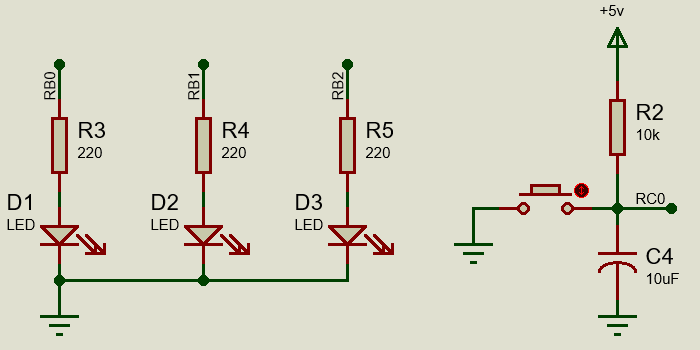 +5v
RB0
RB1
RB2
R3
220
R4
220
R5
220
R2
10k
D1
LED
D2
LED
D3
LED
RC0
C4
10uF